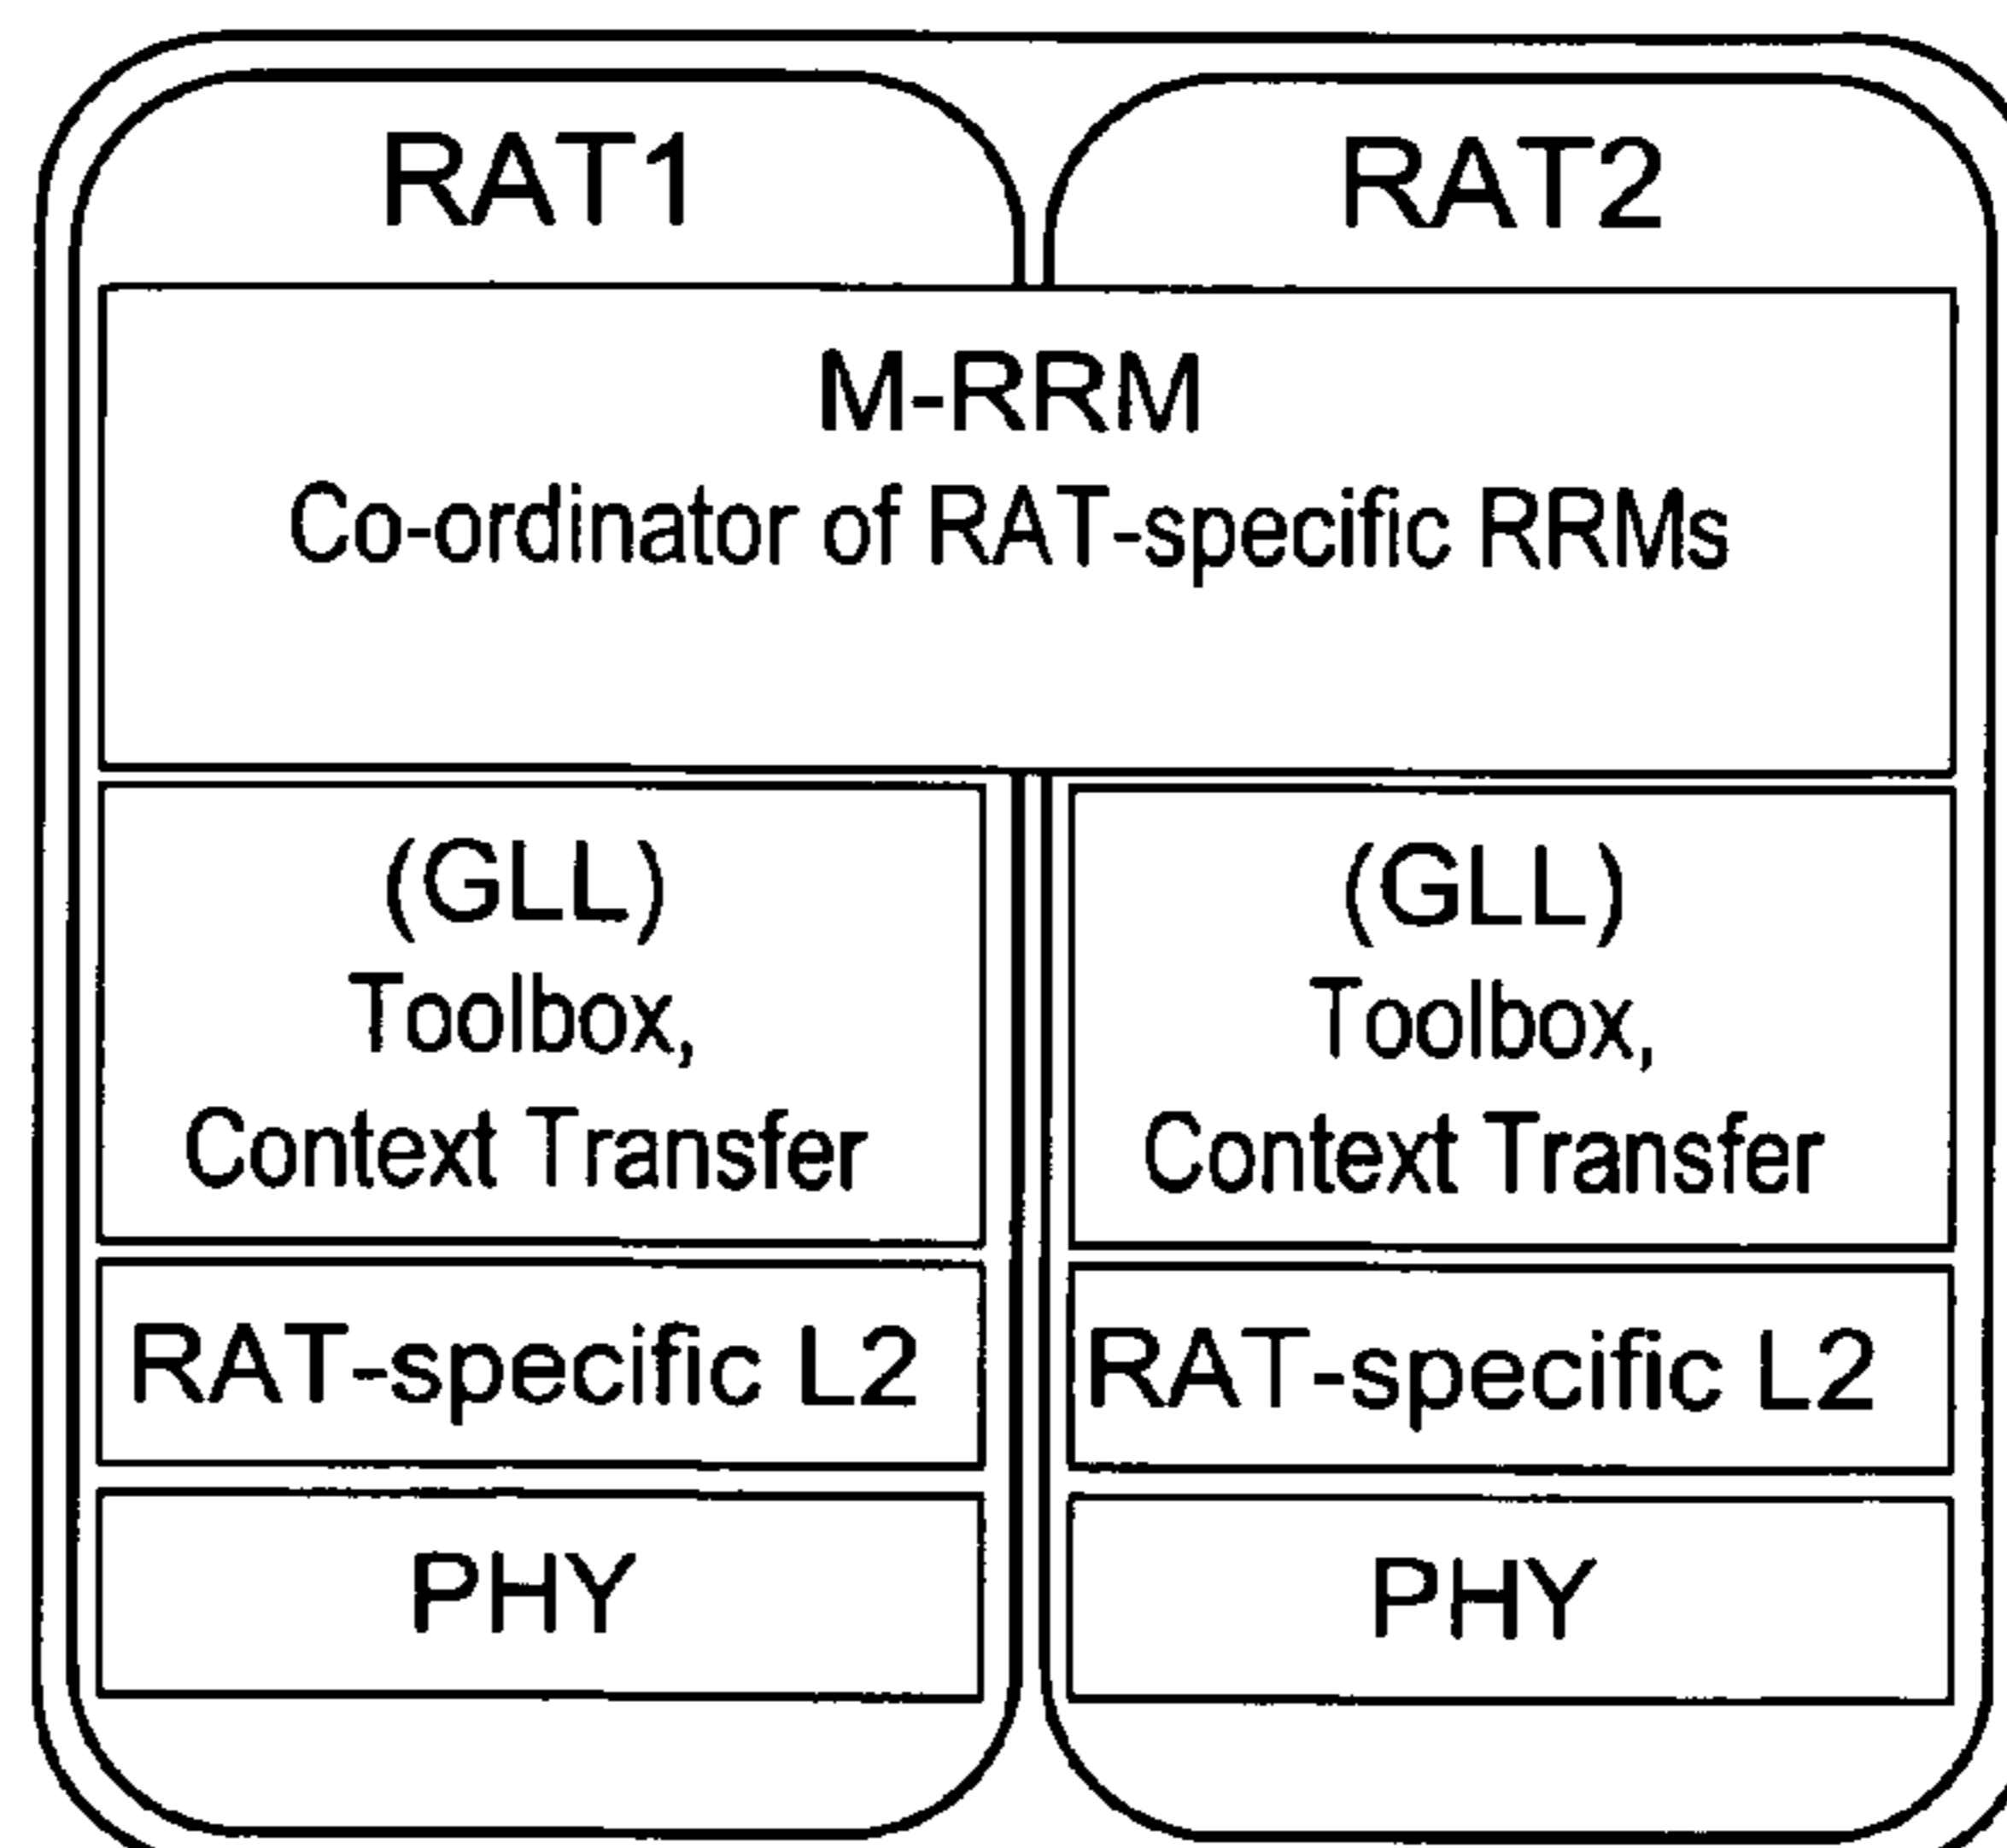 RAT1
RAT2
M-RRM
Co-ordinator of RAT-specific RRMs
(GLL)
Toolbox,
Context Transfer
RAT-specific L2
PHY
(GLL)
Toolbox,
Context Transfer
RAT-specific L2
PHY